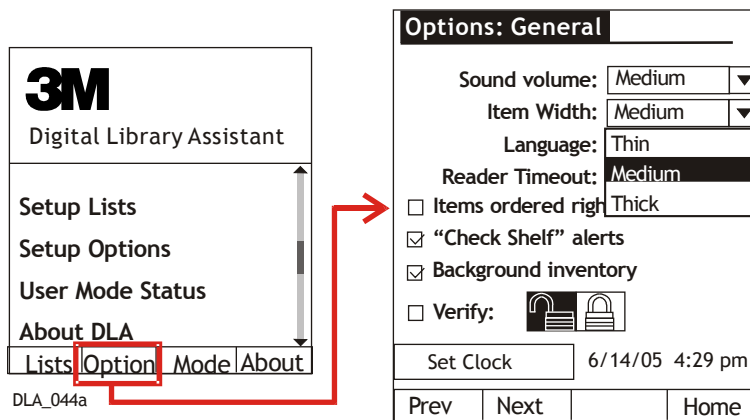 3M
Digital Library Assistant
Setup Lists
Setup Options
User Mode Status
About DLA
Lists Option Mode About
DLA_044a
Options: General
Sound volume: Medium
Item Width: Medium
Language: Thin
Reader Timeout: Medium
Items ordered righ Thick
“Check Shelf” alerts
Background inventory
Verify:
Set Clock 6/14/05 4:29 pm
Prev Next Home